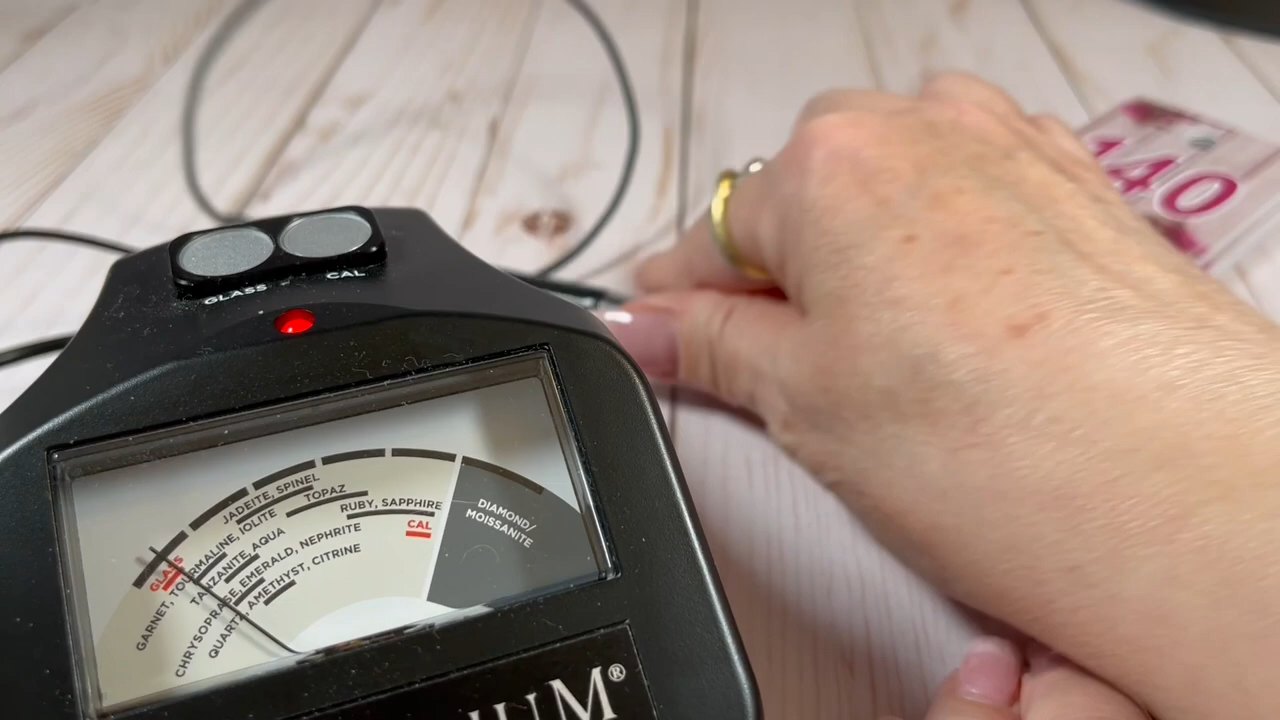 140
GLASS
CAL
JADEITE, SPINEL
TOPAZ
RUBY, SAPPHIRE
CAL
DIAMOND/
MOISSANITE
GLASS
GARNET, TOURMALINE, IOLITE
TANZANITE, AQUA
CHRYSOPRASE, EMERALD, NEPHRITE
QUARTZ, AMETHYST, CITRINE